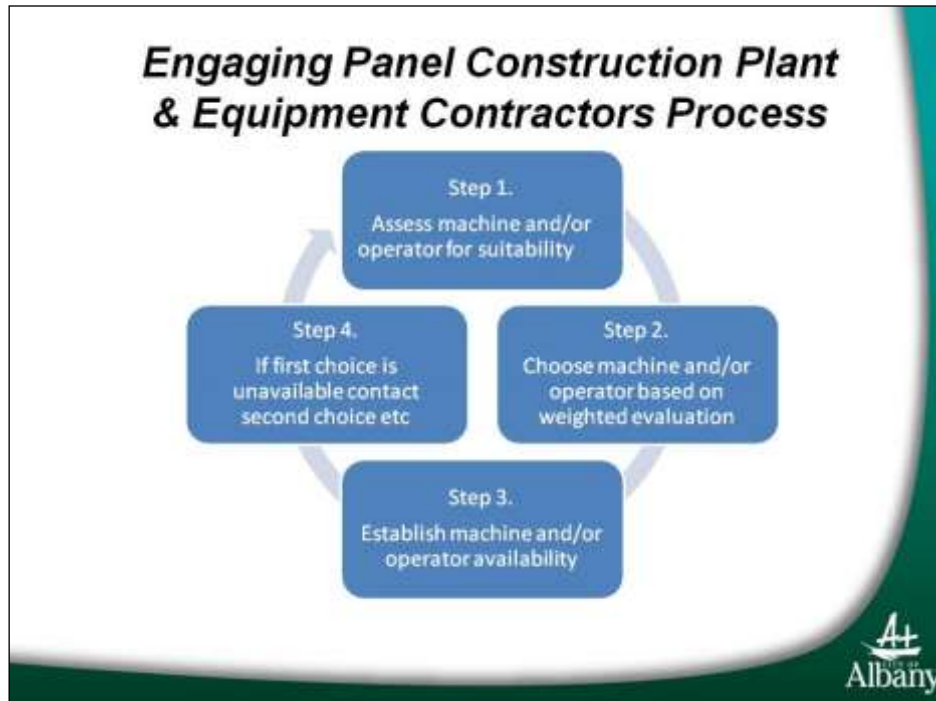 Engaging Panel Construction Plant
& Equipment Contractors Process
Step 1.
Assess machine and/or
operator for suitability
Step 2.
Choose machine and/or
operator based on
weighted evaluation
Step 3.
Establish machine and/or
operator availability
Step 4.
If first choice is
unavailable contact
second choice etc
CITY OF
Albany